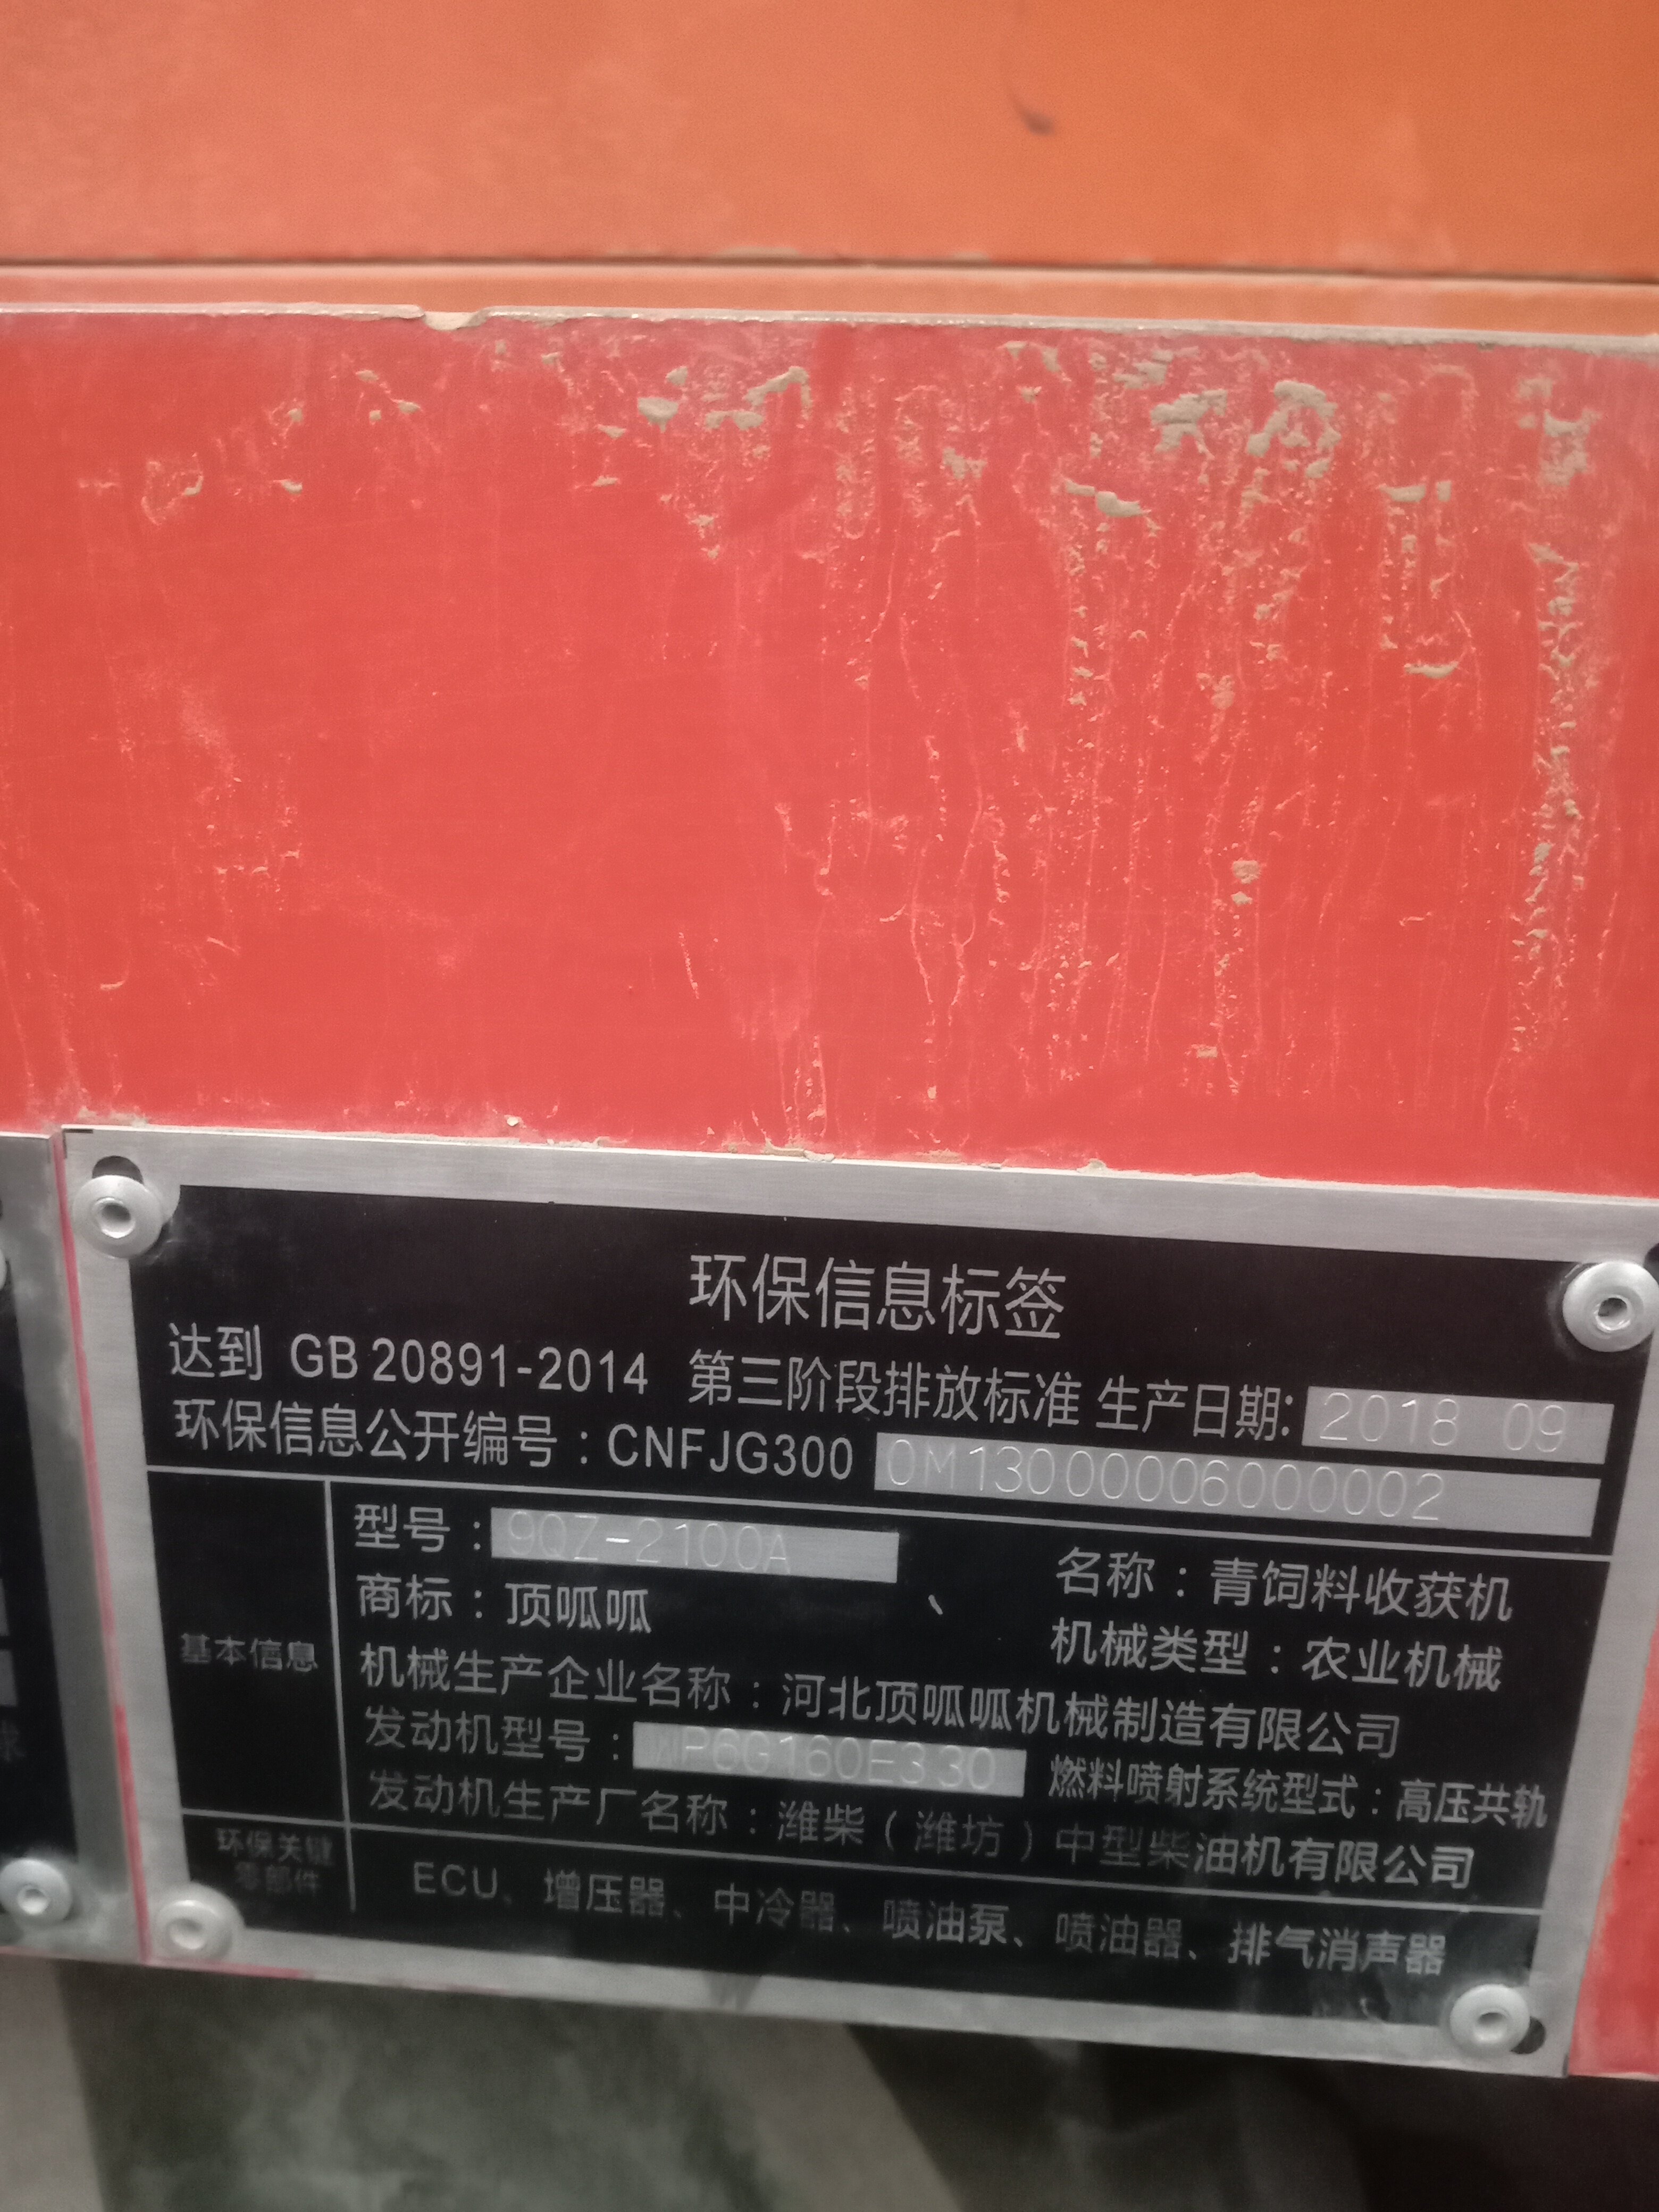 环保信息标签
达到 GB 20891-2014 第三阶段排放标准 生产日期: 2018 09
环保信息公开编号：CNFJG300 0M130000006000002
型号：9QZ-2100A 名称：青饲料收获机
商标：顶呱呱 机械类型：农业机械
基本信息
机械生产企业名称：河北顶呱呱机械制造有限公司
发动机型号：WP6G160E330 燃料喷射系统型式：高压共轨
发动机生产厂名称：潍柴（潍坊）中型柴油机有限公司
环保关键
零部件
ECU、增压器、中冷器、喷油泵、喷油器、排气消声器